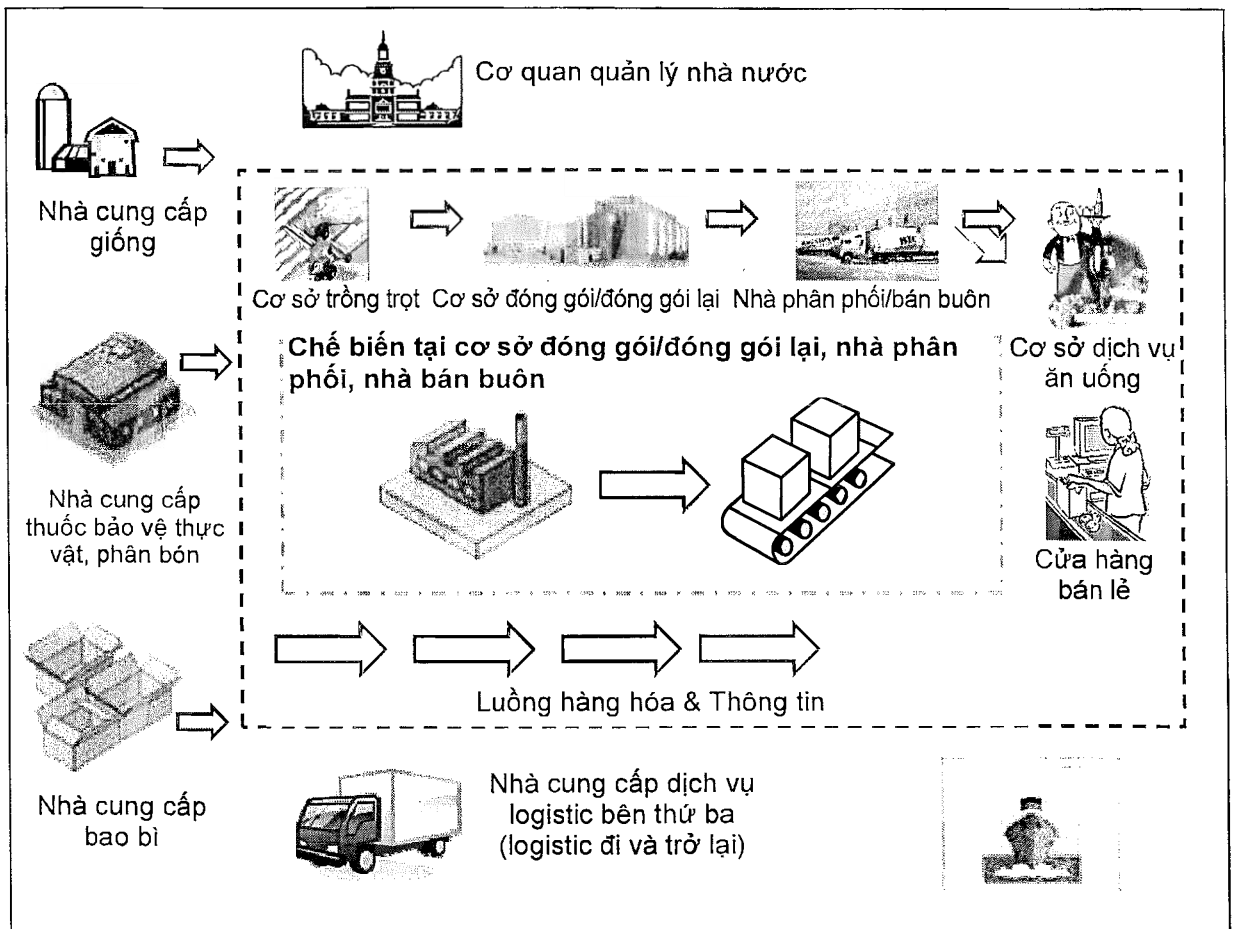 Cơ quan quản lý nhà nước
Nhà cung cấp
giống
Cơ sở trồng trọt
Cơ sở đóng gói/đóng gói lại
Nhà phân phối/bán buôn
Chế biến tại cơ sở đóng gói/đóng gói lại, nhà phân
phối, nhà bán buôn
Cơ sở dịch vụ
ăn uống
Nhà cung cấp
thuốc bảo vệ thực
vật, phân bón
Cửa hàng
bán lẻ
Luồng hàng hóa & Thông tin
Nhà cung cấp
bao bì
Nhà cung cấp dịch vụ
logistic bên thứ ba
(logistic đi và trở lại)